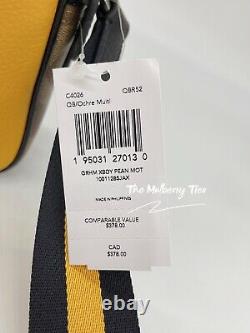 C4026 QBR52
QB/Ochre Multi
1 95031 27013 0
GRHM XBDY PEAN MOT
10011285JAX
The Mulberry Tree
MADE IN PHILIPPINES
COMPARABLE VALUE
$378.00
CAD
$378.00